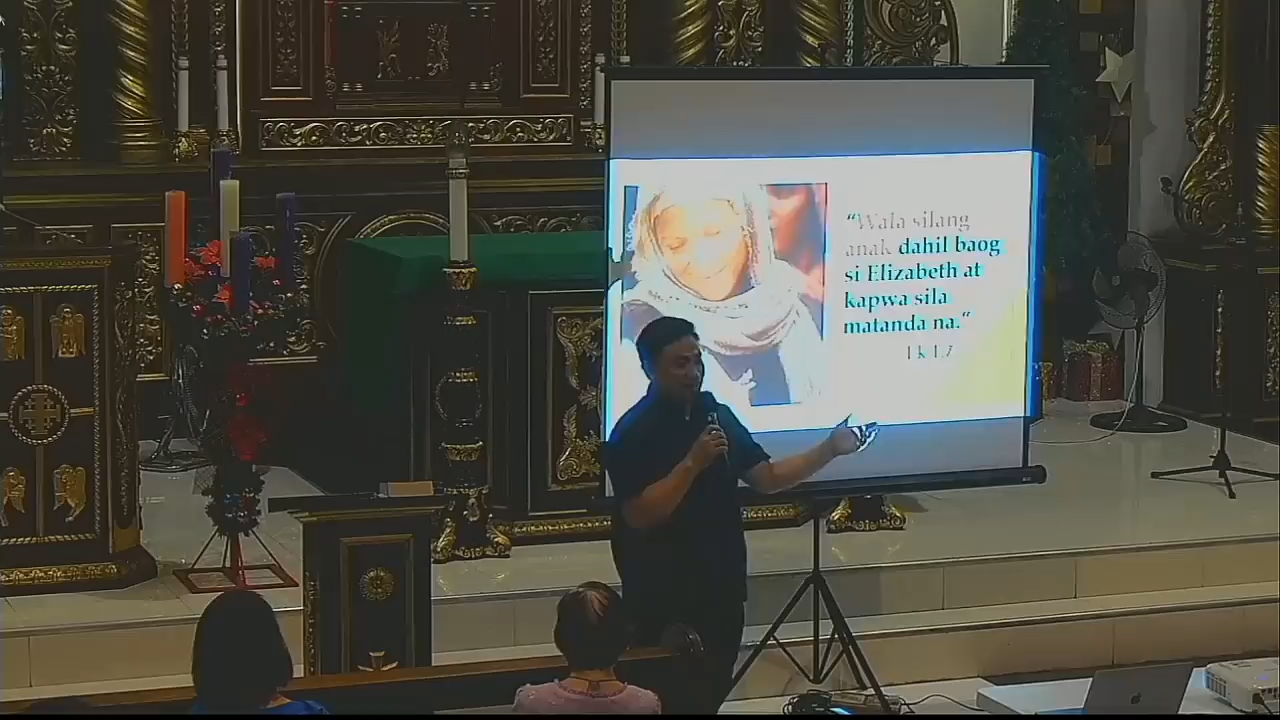 “Wala silang
anak dahil baog
si Elizabeth at
kapwa sila
matanda na.“
Lk 1,7